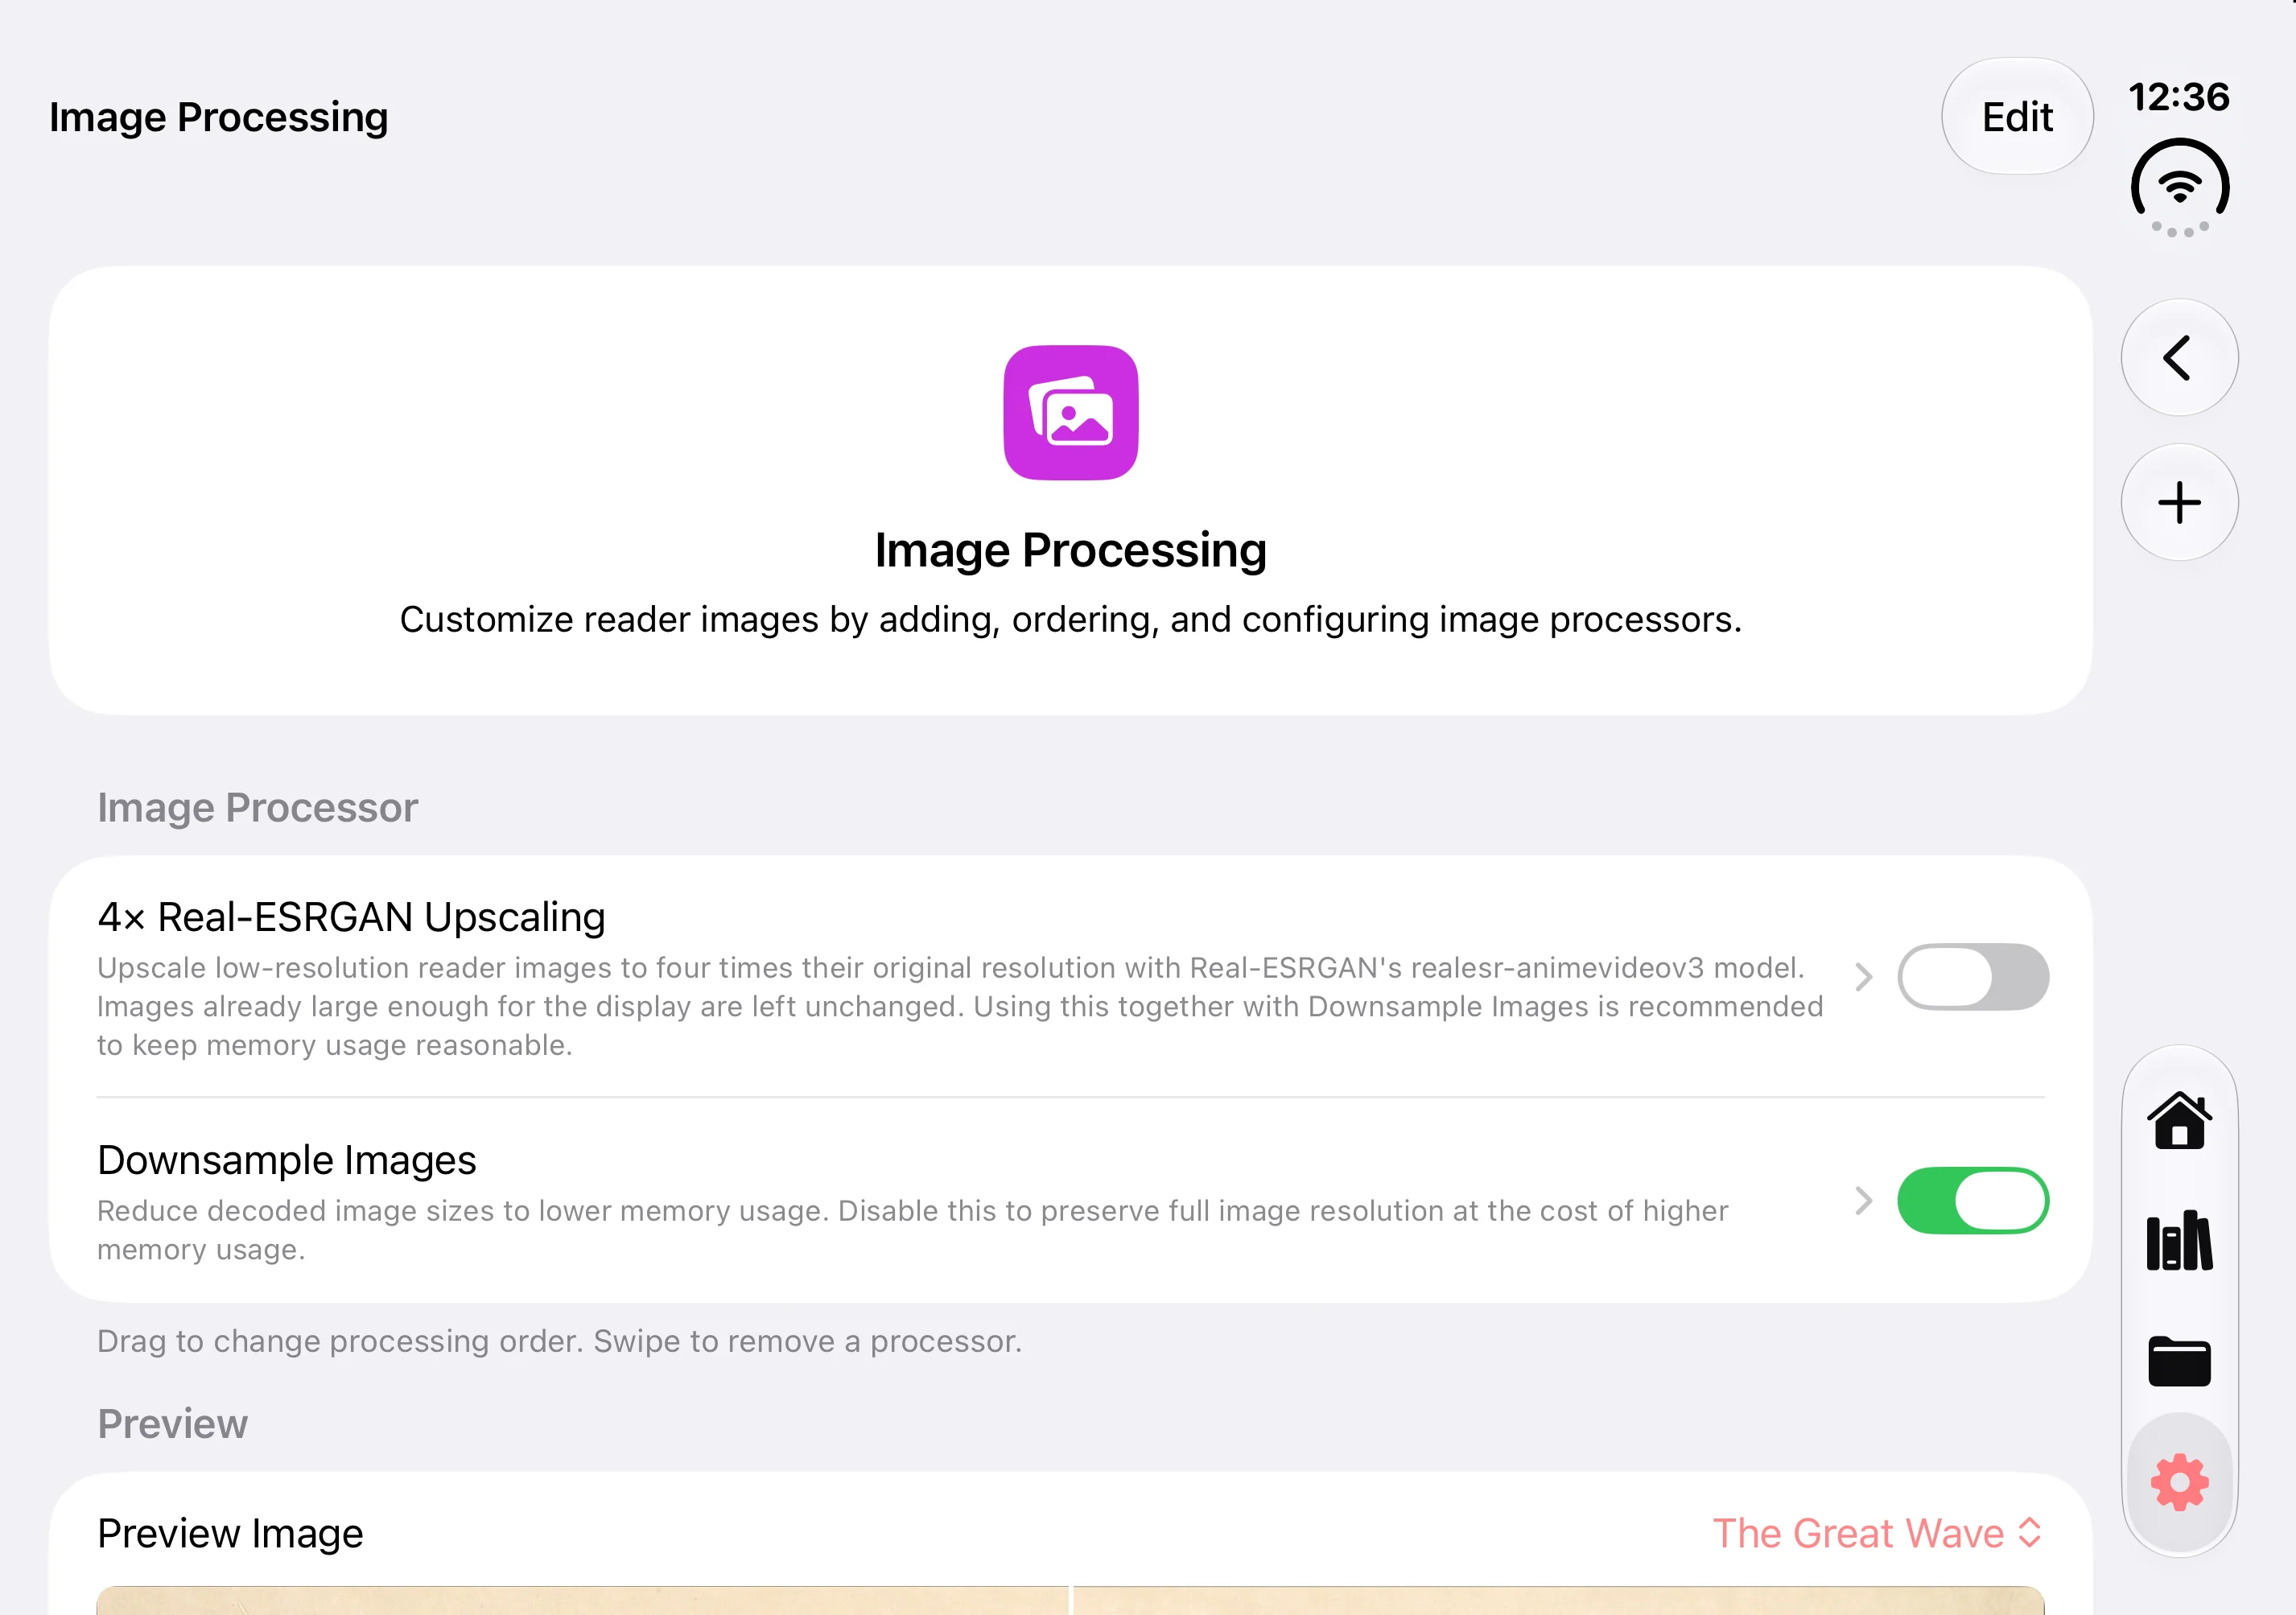 Image Processing
Edit
12:36
Image Processing
Customize reader images by adding, ordering, and configuring image processors.
Image Processor
4× Real-ESRGAN Upscaling
Upscale low-resolution reader images to four times their original resolution with Real-ESRGAN's realesr-animevideov3 model.
Images already large enough for the display are left unchanged. Using this together with Downsample Images is recommended
to keep memory usage reasonable.
Downsample Images
Reduce decoded image sizes to lower memory usage. Disable this to preserve full image resolution at the cost of higher
memory usage.
Drag to change processing order. Swipe to remove a processor.
Preview
Preview Image
The Great Wave